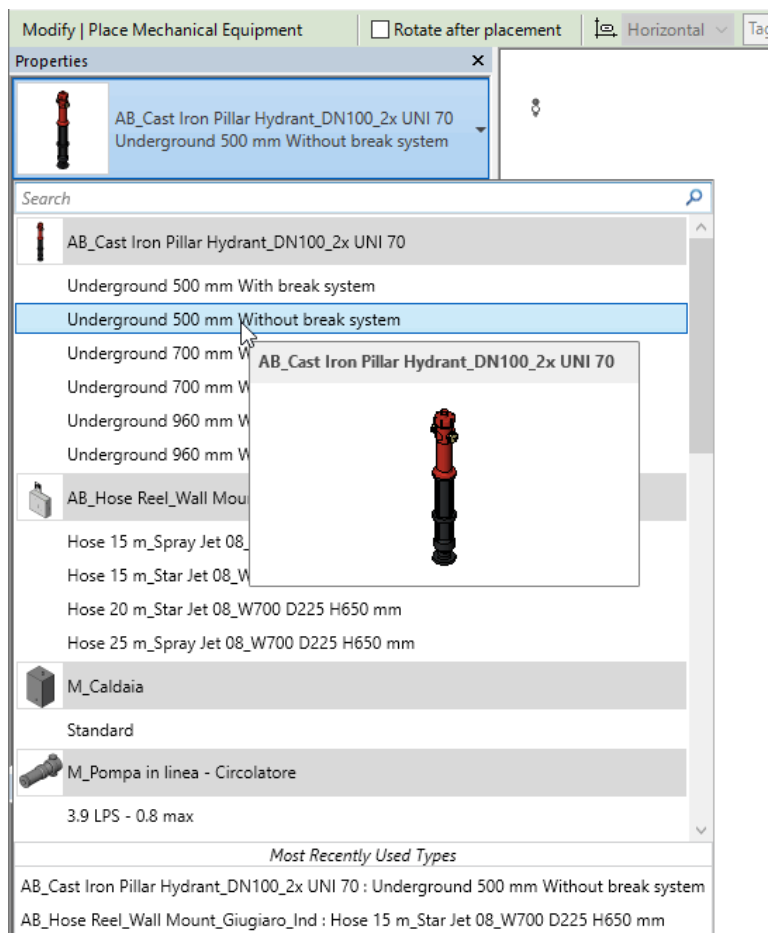 Modify | Place Mechanical Equipment
Rotate after placement
Horizontal
Properties
AB_Cast Iron Pillar Hydrant_DN100_2x UNI 70
Underground 500 mm Without break system
Search
AB_Cast Iron Pillar Hydrant_DN100_2x UNI 70
Underground 500 mm With break system
Underground 500 mm Without break system
Underground 700 mm W
AB_Cast Iron Pillar Hydrant_DN100_2x UNI 70
Underground 700 mm W
Underground 960 mm W
Underground 960 mm W
AB_Hose Reel_Wall Mou
Hose 15 m_Spray Jet 08_
Hose 15 m_Star Jet 08_W
Hose 20 m_Star Jet 08_W700 D225 H650 mm
Hose 25 m_Spray Jet 08_W700 D225 H650 mm
M_Caldaia
Standard
M_Pompa in linea - Circolatore
3.9 LPS - 0.8 max
Most Recently Used Types
AB_Cast Iron Pillar Hydrant_DN100_2x UNI 70 : Underground 500 mm Without break system
AB_Hose Reel_Wall Mount_Giugiaro_Ind : Hose 15 m_Star Jet 08_W700 D225 H650 mm